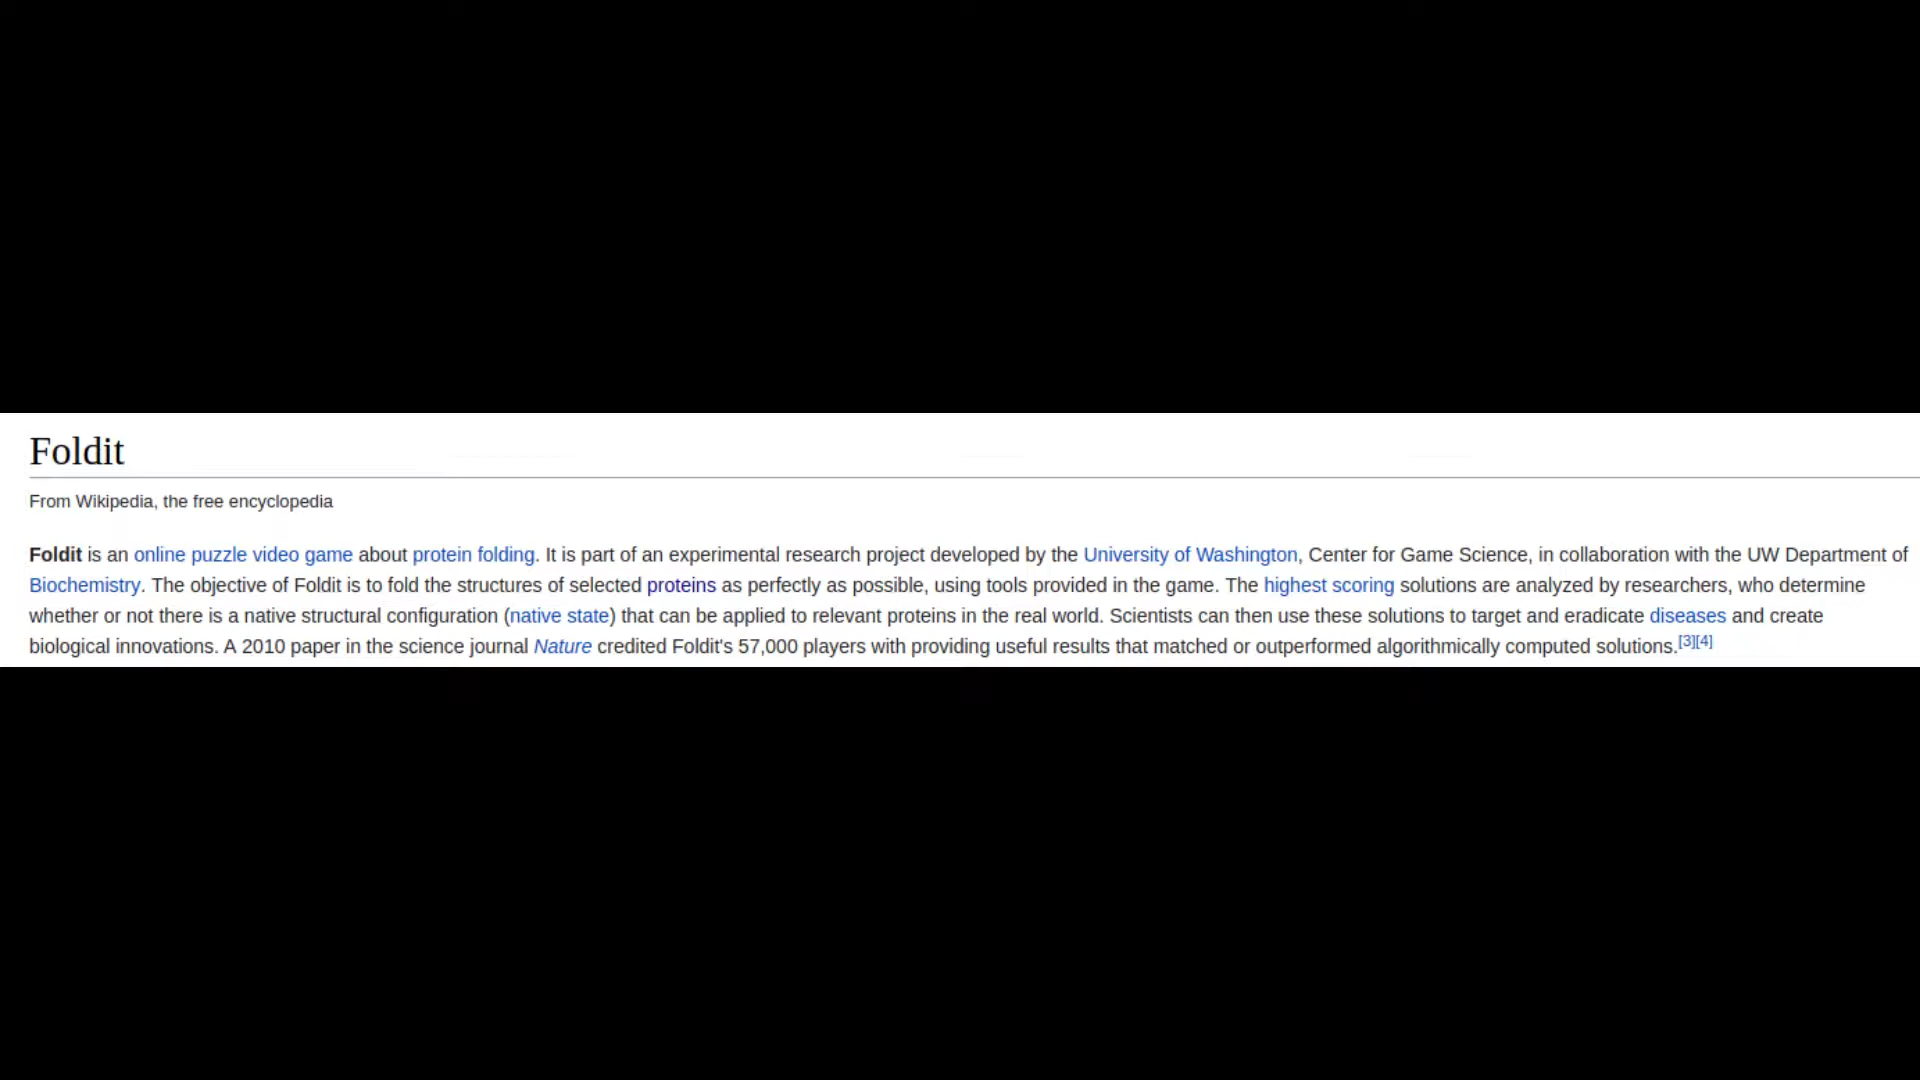 Foldit
From Wikipedia, the free encyclopedia
Foldit is an online puzzle video game about protein folding. It is part of an experimental research project developed by the University of Washington, Center for Game Science, in collaboration with the UW Department of
Biochemistry. The objective of Foldit is to fold the structures of selected proteins as perfectly as possible, using tools provided in the game. The highest scoring solutions are analyzed by researchers, who determine
whether or not there is a native structural configuration (native state) that can be applied to relevant proteins in the real world. Scientists can then use these solutions to target and eradicate diseases and create
biological innovations. A 2010 paper in the science journal Nature credited Foldit's 57,000 players with providing useful results that matched or outperformed algorithmically computed solutions.[3][4]